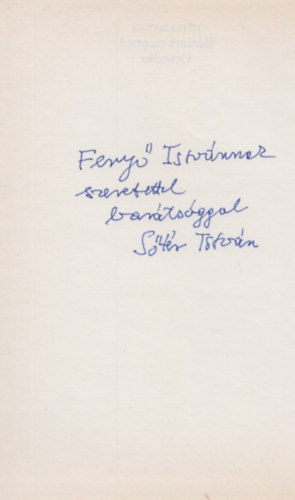 Fenyő Istvánnak
szeretettel
barátsággal
Sőtér István